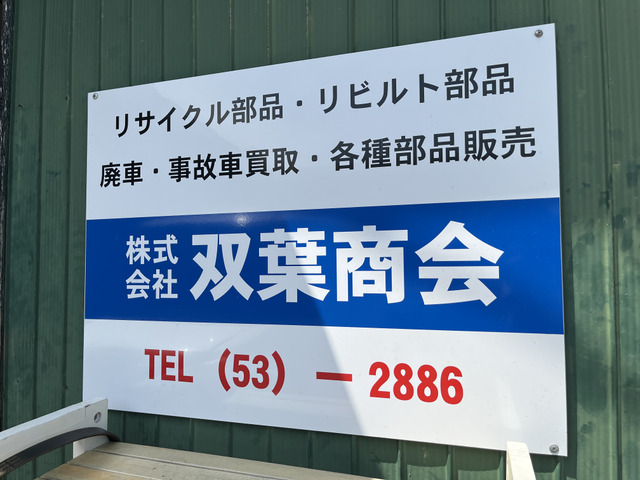 リサイクル部品・リビルト部品
廃車・事故車買取・各種部品販売
株式会社 双葉商会
TEL (53) ー 2886